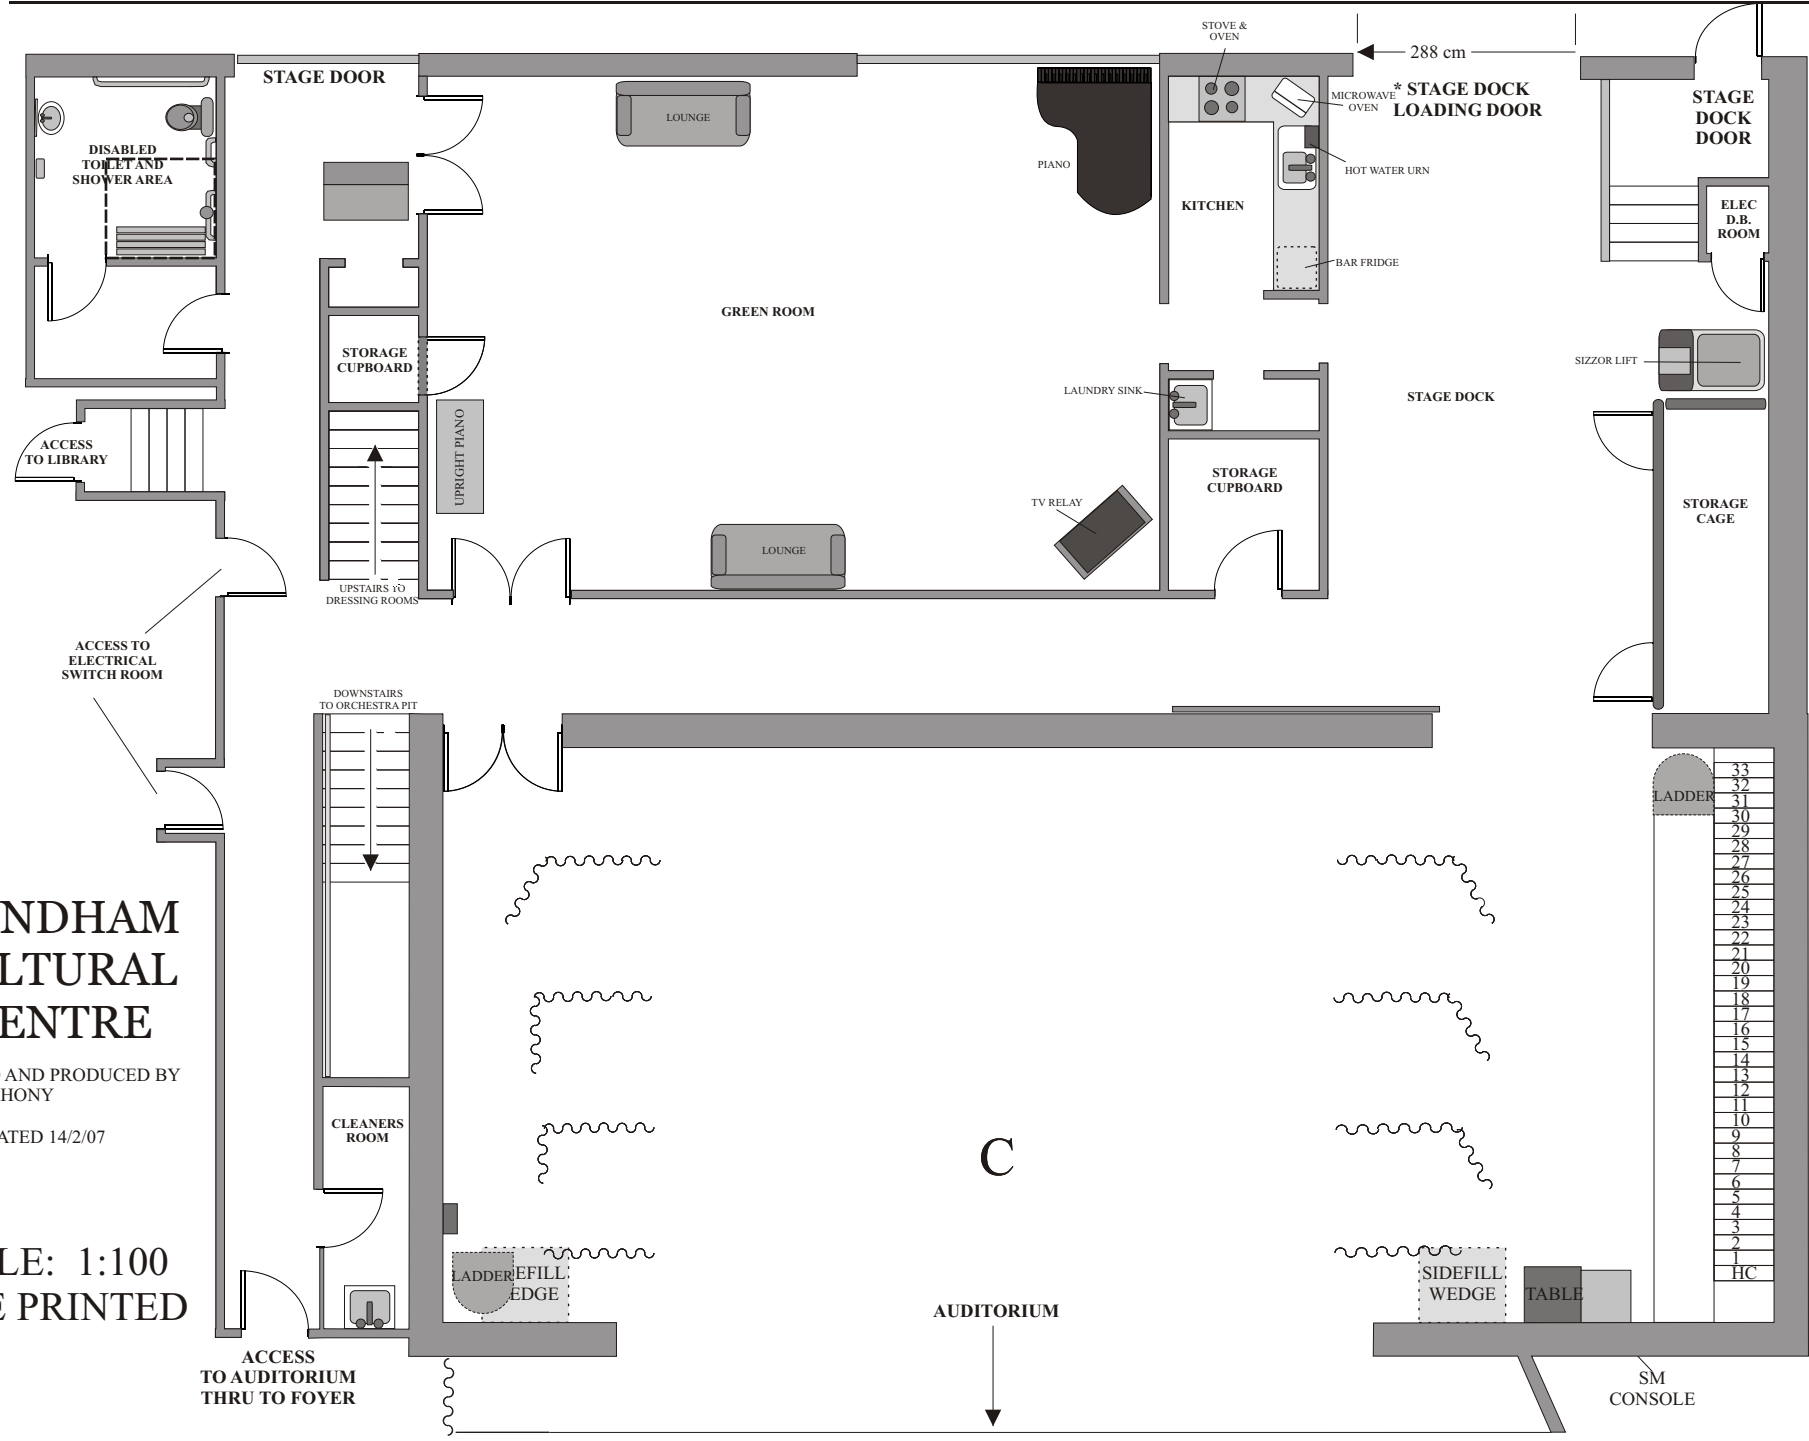 STOVE &
OVEN
288 cm
STAGE DOOR
* STAGE DOCK
LOADING DOOR
MICROWAVE
OVEN
STAGE
DOCK
DOOR
LOUNGE
DISABLED
TOILET AND
SHOWER AREA
PIANO
HOT WATER URN
KITCHEN
ELEC
D.B.
ROOM
BAR FRIDGE
GREEN ROOM
STORAGE
CUPBOARD
SIZZOR LIFT
LAUNDRY SINK
STAGE DOCK
UPRIGHT PIANO
ACCESS
TO LIBRARY
STORAGE
CUPBOARD
TV RELAY
STORAGE
CAGE
LOUNGE
UPSTAIRS YO
DRESSING ROOMS
ACCESS TO
ELECTRICAL
SWITCH ROOM
DOWNSTAIRS
TO ORCHESTRA PIT
LADDER
33
32
31
30
29
28
27
26
25
24
23
22
21
20
19
18
17
16
15
14
13
12
11
10
9
8
7
6
5
4
3
2
1
HC
NDHAM
LTURAL
ENTRE
AND PRODUCED BY
HONY
ATED 14/2/07
CLEANERS
ROOM
C
LE: 1:100
E PRINTED
LADDER
EFILL
EDGE
SIDEFILL
WEDGE
TABLE
AUDITORIUM
ACCESS
TO AUDITORIUM
THRU TO FOYER
SM
CONSOLE